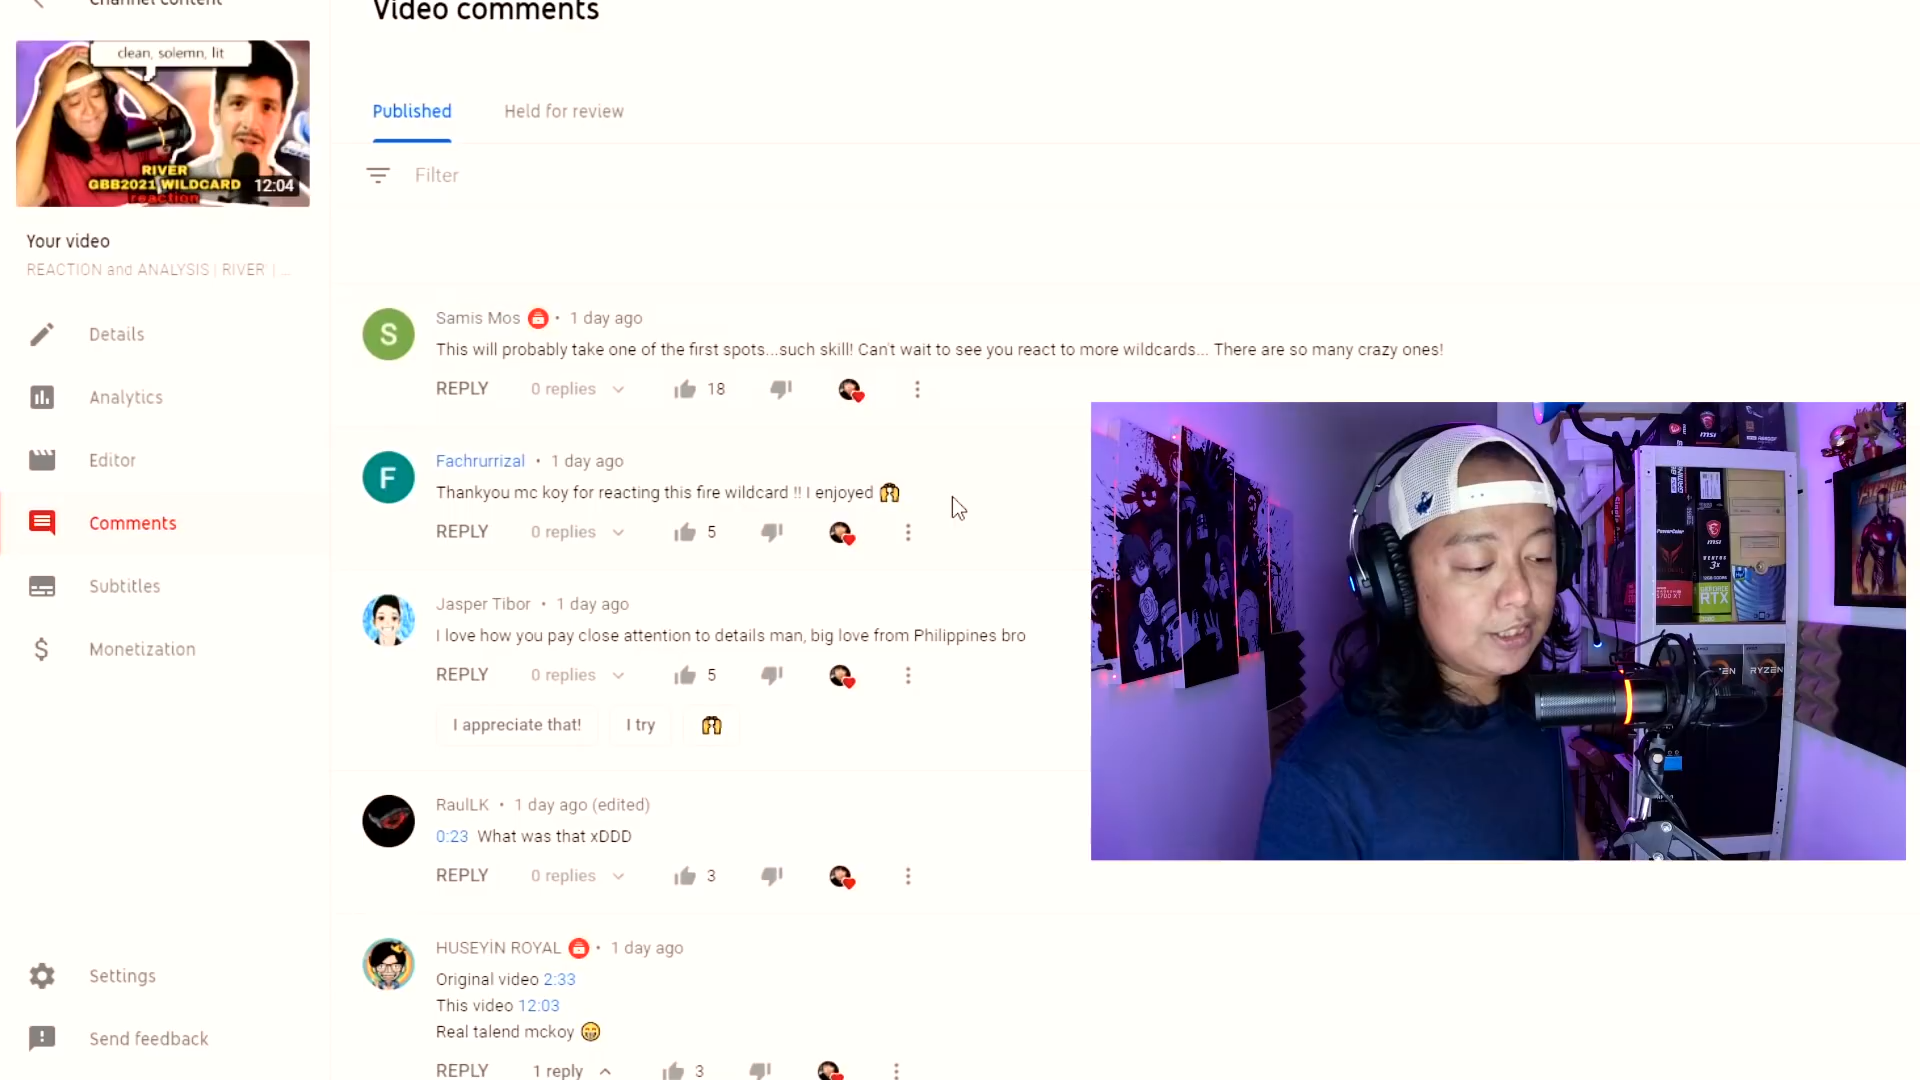 Channel content
Video comments
clean, solemn, lit
RIVER
GBB2021 WILDCARD
reaction
12:04
Published
Held for review
Filter
Your video
REACTION and ANALYSIS | RIVER' | ...
Details
Analytics
Editor
Comments
Subtitles
Monetization
Settings
Send feedback
S
Samis Mos • 1 day ago
This will probably take one of the first spots...such skill! Can't wait to see you react to more wildcards... There are so many crazy ones!
REPLY 0 replies 18
F
Fachrurrizal • 1 day ago
Thankyou mc koy for reacting this fire wildcard !! I enjoyed 🙌
REPLY 0 replies 5
Jasper Tibor • 1 day ago
I love how you pay close attention to details man, big love from Philippines bro
REPLY 0 replies 5
I appreciate that! I try 🙌
RaulLK • 1 day ago (edited)
0:23 What was that xDDD
REPLY 0 replies 3
HUSEYİN ROYAL • 1 day ago
Original video 2:33
This video 12:03
Real talend mckoy 😁
REPLY 1 reply 3
msi
msi
GEFORCE
RTX
RYZEN